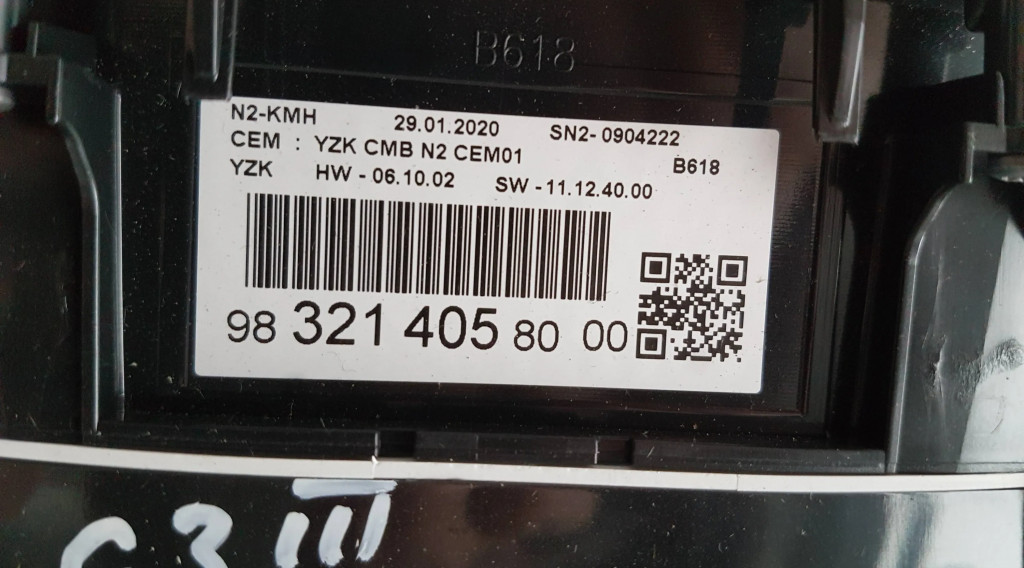 B618
N2-KMH 29.01.2020 SN2- 0904222
CEM : YZK CMB N2 CEM01 B618
YZK HW - 06.10.02 SW - 11.12.40.00
98 321 405 80 00
C3 III